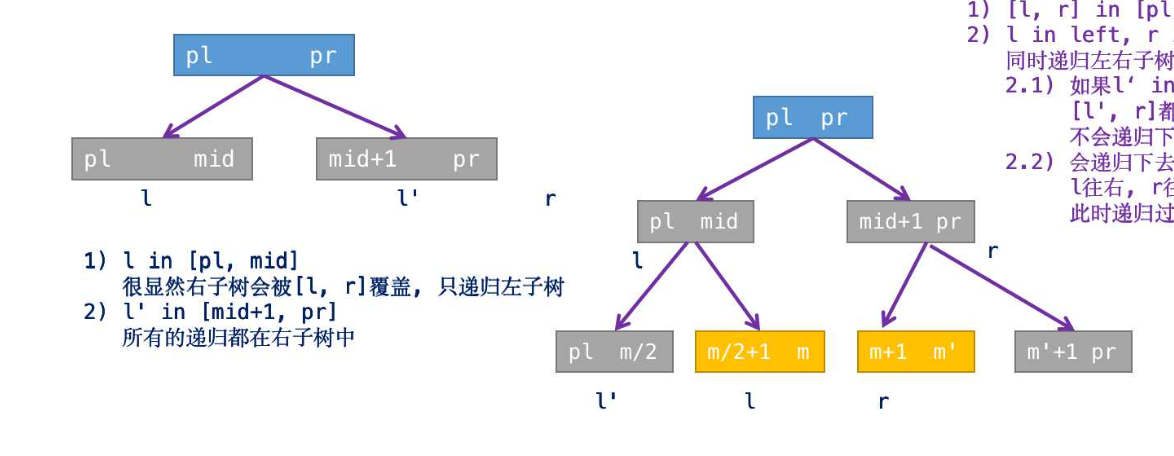 pl pr
pl mid
mid+1 pr
l
l'
r
1) l in [pl, mid]
很显然右子树会被[l, r]覆盖, 只递归左子树
2) l' in [mid+1, pr]
所有的递归都在右子树中
pl pr
pl mid
mid+1 pr
l
r
pl m/2
m/2+1 m
m+1 m'
m'+1 pr
l'
l
r
1) [l, r] in [pl
2) l in left, r
同时递归左右子树
2.1) 如果l‘ in
[l', r]都
不会递归下
2.2) 会递归下去
l往右, r往
此时递归过